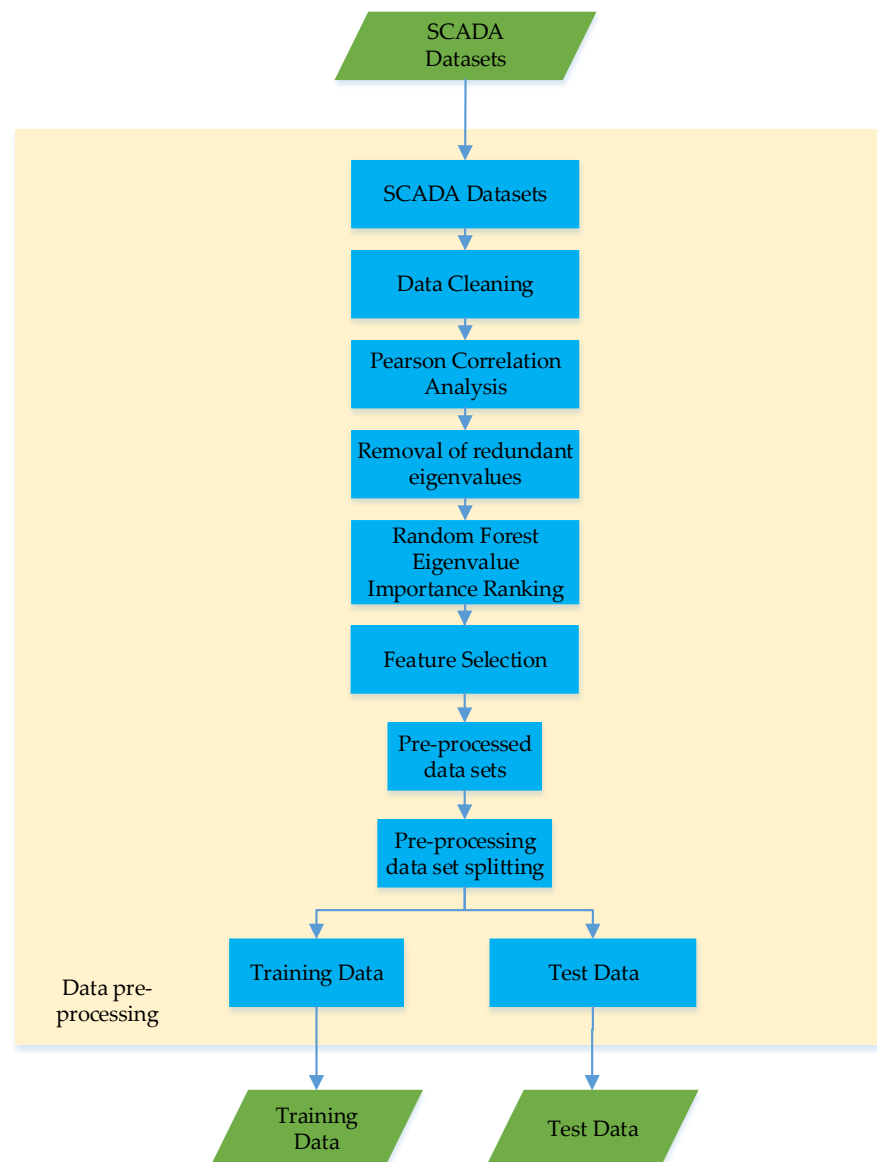 SCADA
Datasets
SCADA Datasets
Data Cleaning
Pearson Correlation
Analysis
Removal of redundant
eigenvalues
Random Forest
Eigenvalue
Importance Ranking
Feature Selection
Pre-processed
data sets
Pre-processing
data set splitting
Training Data
Test Data
Data pre-
processing
Training
Data
Test Data